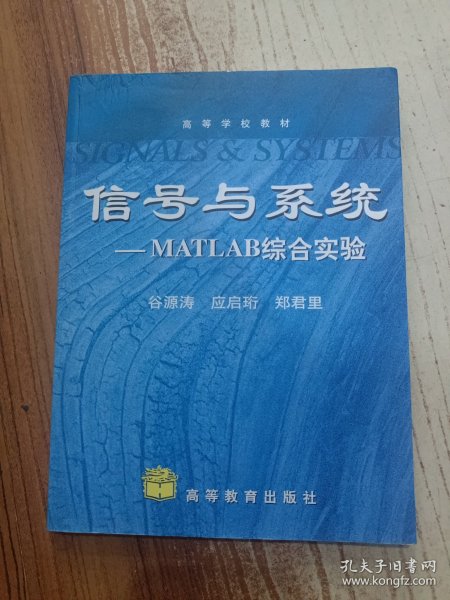 高等学校教材
SIGNALS & SYSTEMS
信号与系统
—MATLAB综合实验
谷源涛 应启珩 郑君里
高等教育出版社
孔夫子旧书网
www.kongfz.com